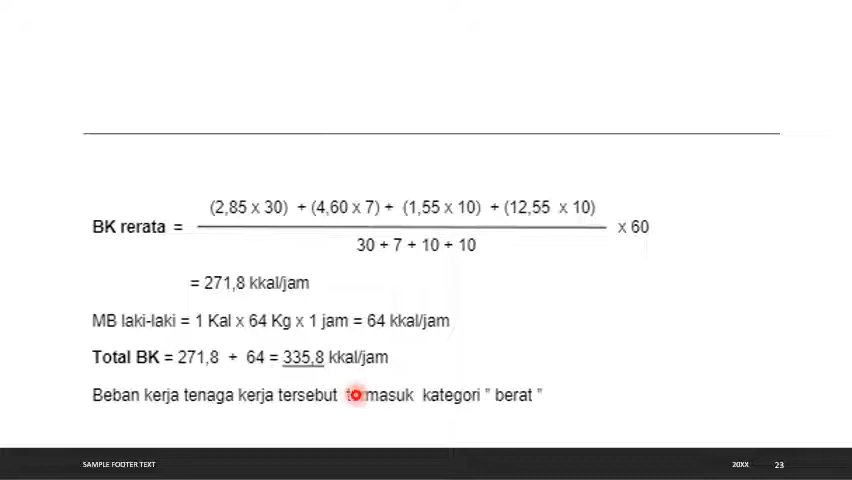 (2,85 x 30) + (4,60 x 7) + (1,55 x 10) + (12,55 x 10)
BK rerata = x 60
30 + 7 + 10 + 10
= 271,8 kkal/jam
MB laki-laki = 1 Kal x 64 Kg x 1 jam = 64 kkal/jam
Total BK = 271,8 + 64 = 335,8 kkal/jam
Beban kerja tenaga kerja tersebut termasuk kategori " berat "
SAMPLE FOOTER TEXT 20XX 23